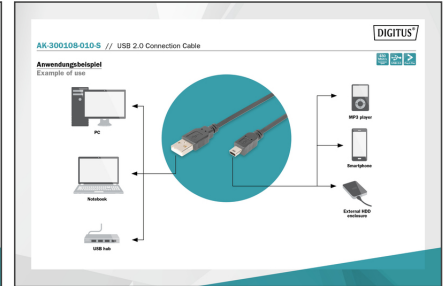 DIGITUS®
AK-300108-010-S // USB 2.0 Connection Cable
Anwendungsbeispiel
Example of use
PC
MP3 player
Smartphone
Notebook
External HDD
enclosure
USB hub